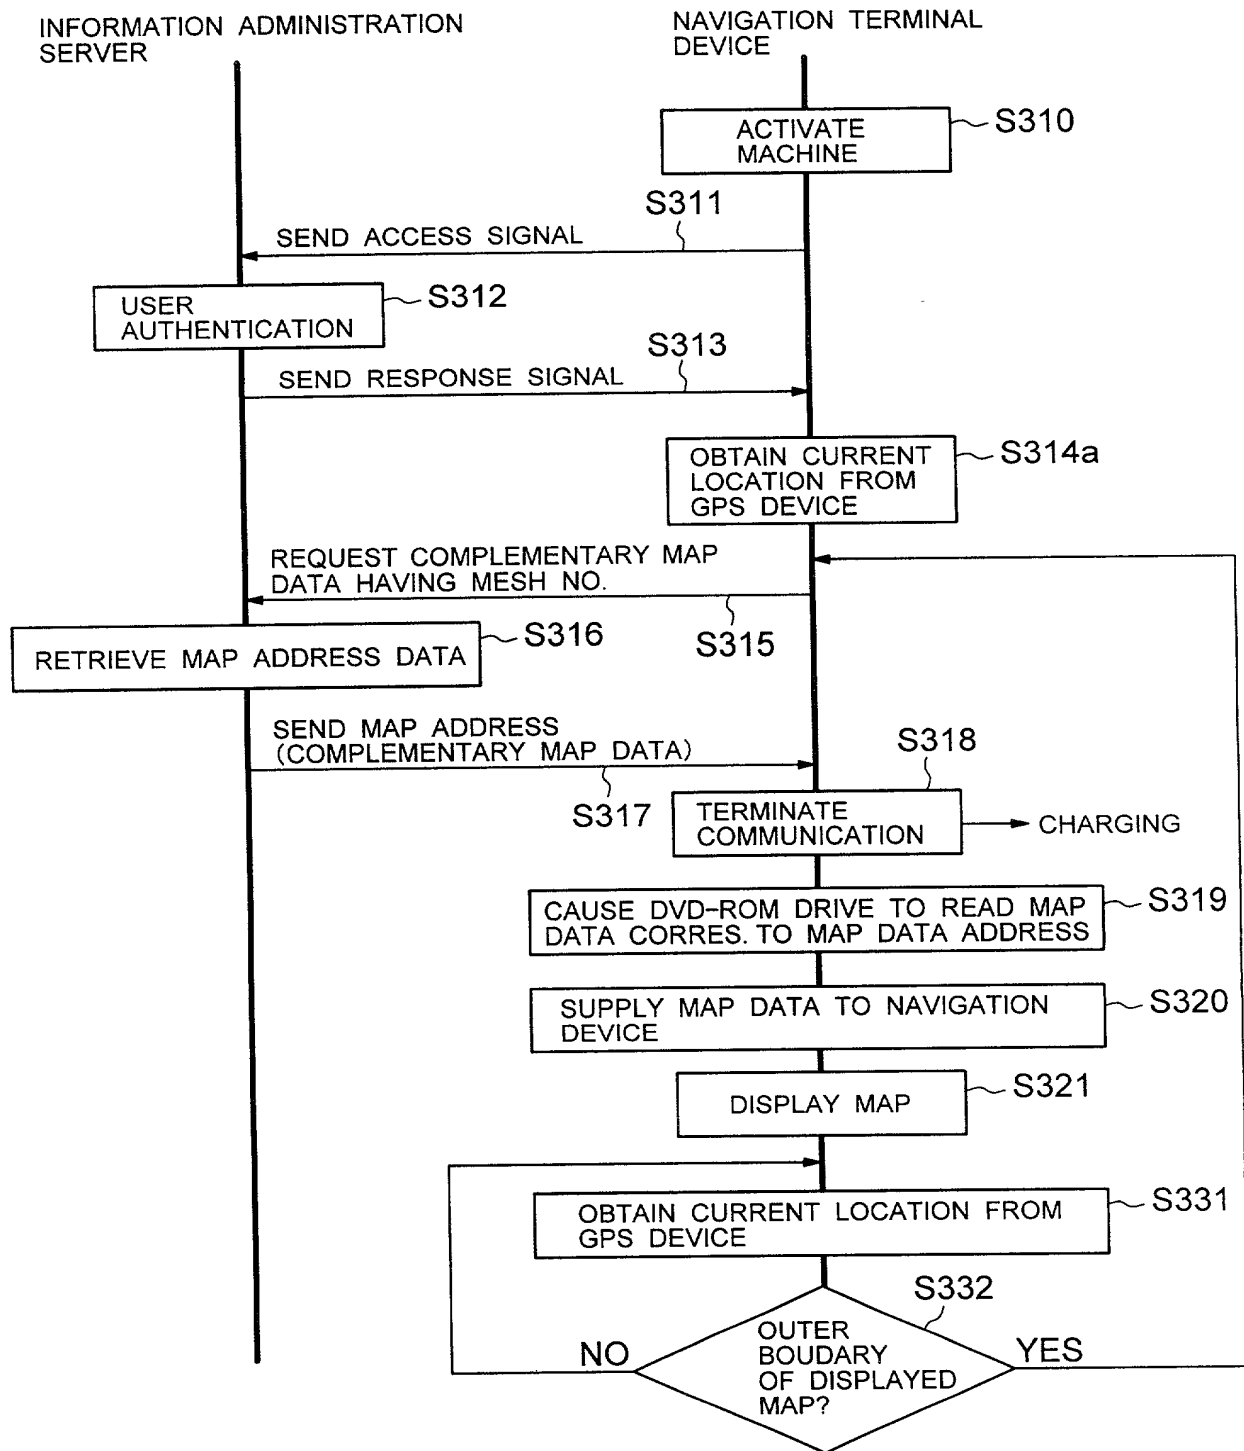 INFORMATION ADMINISTRATION
SERVER
NAVIGATION TERMINAL
DEVICE
ACTIVATE
MACHINE
S310
S311
SEND ACCESS SIGNAL
USER
AUTHENTICATION
S312
S313
SEND RESPONSE SIGNAL
OBTAIN CURRENT
LOCATION FROM
GPS DEVICE
S314a
REQUEST COMPLEMENTARY MAP
DATA HAVING MESH NO.
S315
S316
RETRIEVE MAP ADDRESS DATA
SEND MAP ADDRESS
(COMPLEMENTARY MAP DATA)
S317
S318
TERMINATE
COMMUNICATION
CHARGING
CAUSE DVD-ROM DRIVE TO READ MAP
DATA CORRES. TO MAP DATA ADDRESS
S319
SUPPLY MAP DATA TO NAVIGATION
DEVICE
S320
DISPLAY MAP
S321
OBTAIN CURRENT LOCATION FROM
GPS DEVICE
S331
S332
OUTER
BOUDARY
OF DISPLAYED
MAP?
NO
YES